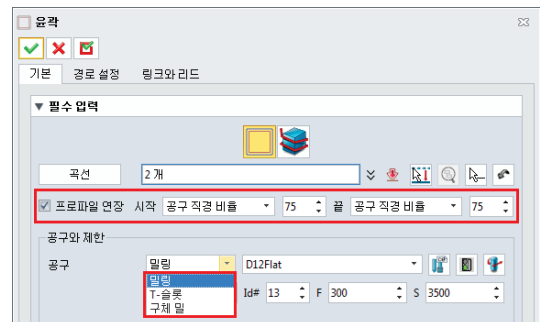 윤곽
기본 경로 설정 링크와 리드
▼ 필수 입력
곡선 2 개
프로파일 연장 시작 공구 직경 비율 75 끝 공구 직경 비율 75
공구와 제한
공구 밀링 D12Flat
밀링
T-슬롯 Id# 13 F 300 S 3500
구체 밀